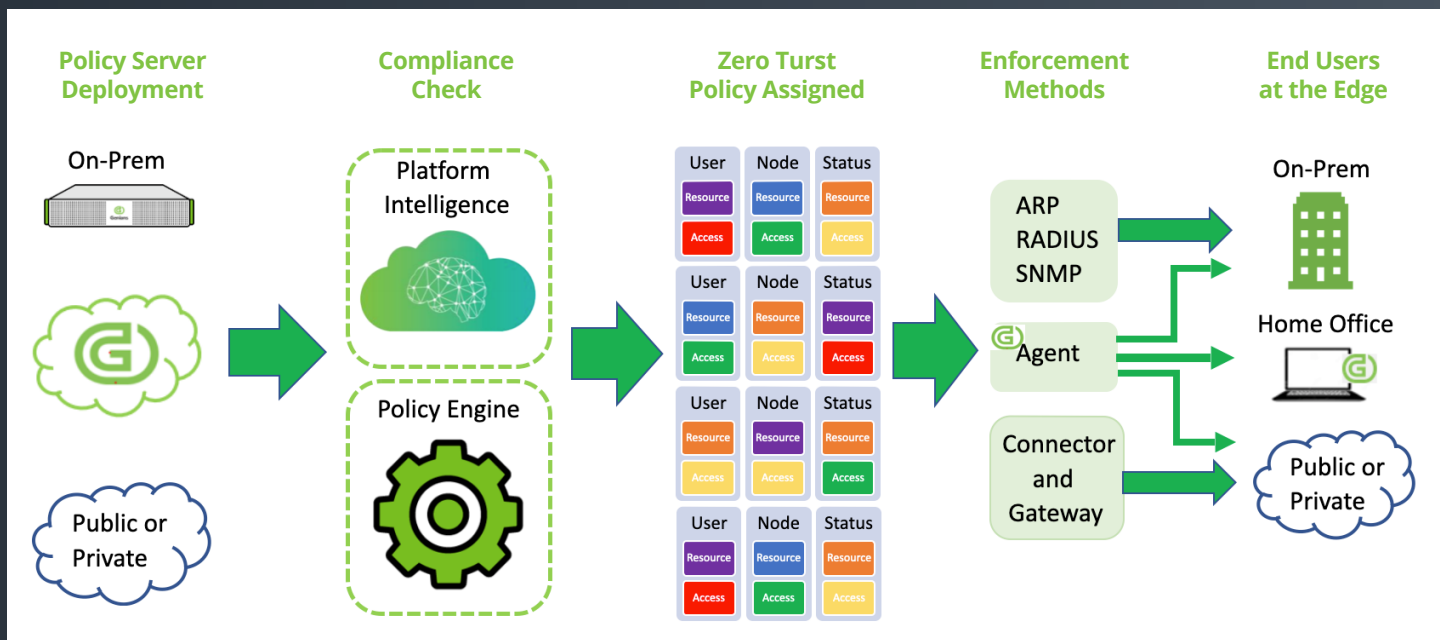 Policy Server
Deployment
Compliance
Check
Zero Turst
Policy Assigned
Enforcement
Methods
End Users
at the Edge
On-Prem
Genians
G
Public or
Private
Platform
Intelligence
Policy Engine
User Node Status
Resource Resource Resource
Access Access Access
User Node Status
Resource Resource Resource
Access Access Access
User Node Status
Resource Resource Resource
Access Access Access
User Node Status
Resource Resource Resource
Access Access Access
ARP
RADIUS
SNMP
G
Agent
Connector
and
Gateway
On-Prem
Home Office
G
Public or
Private